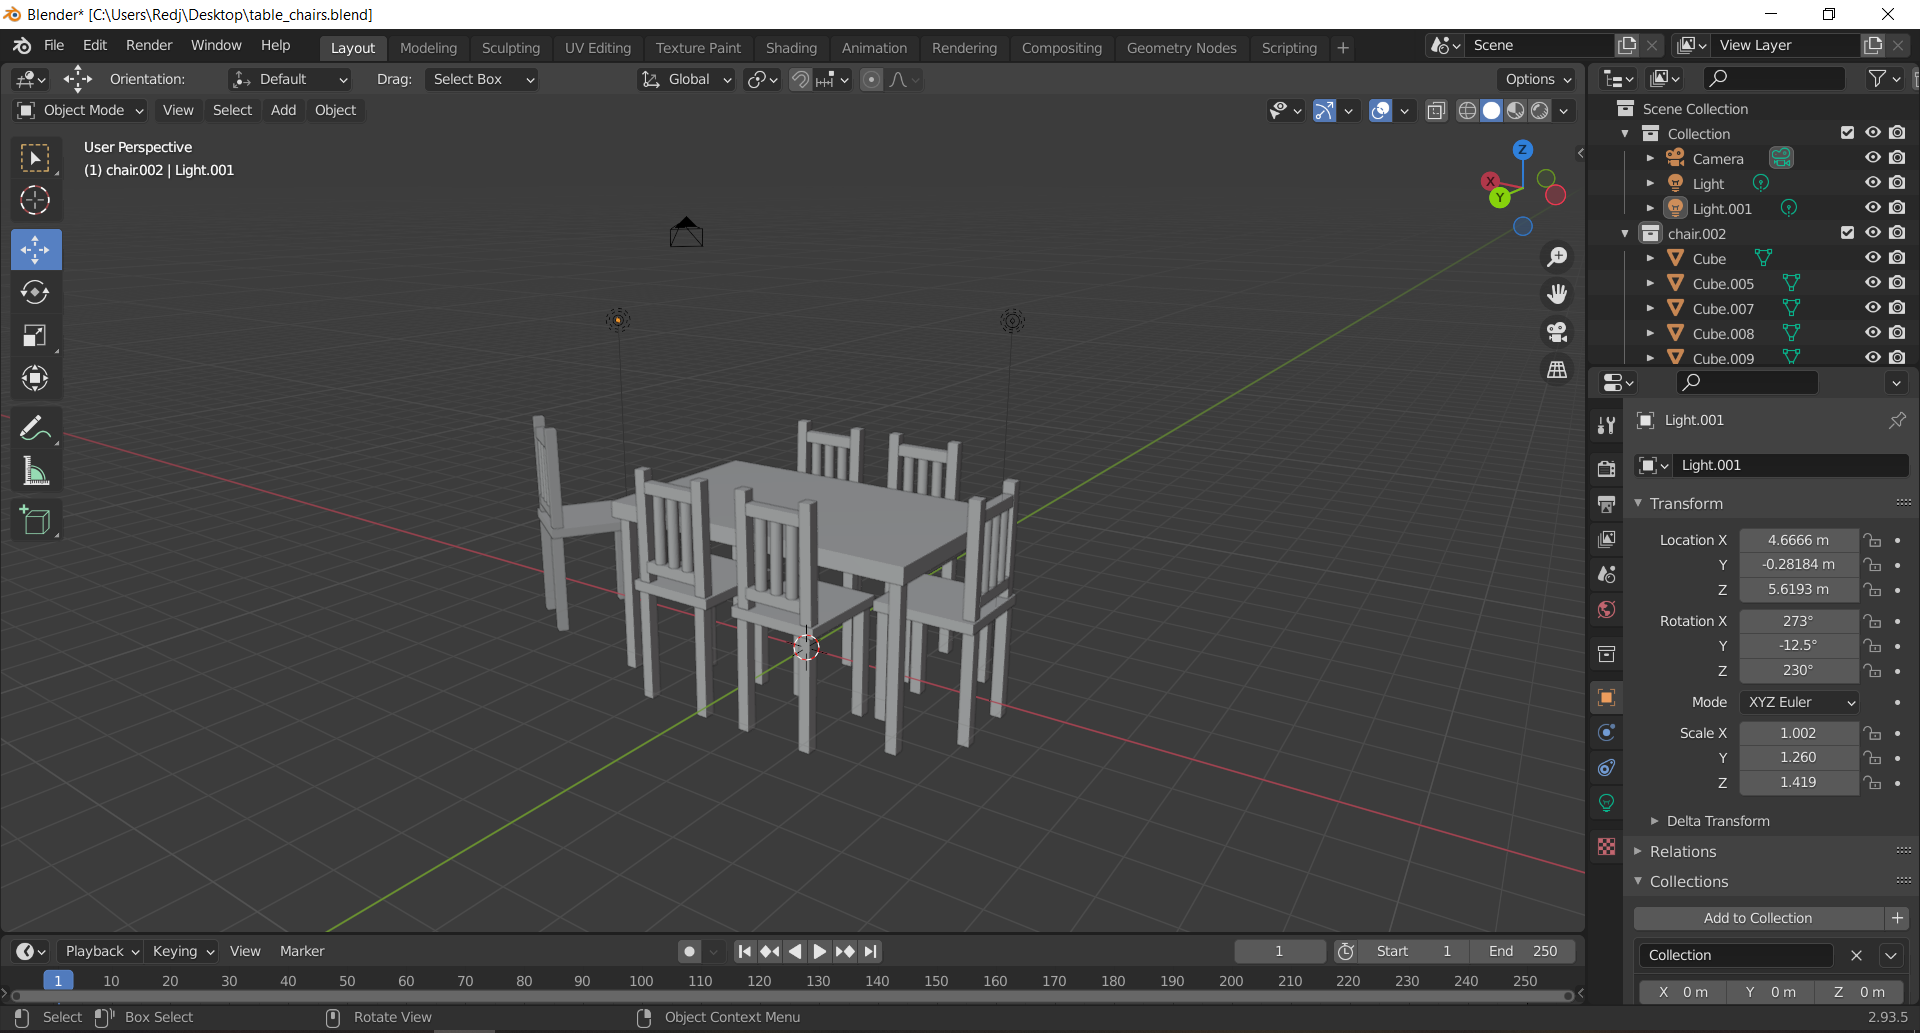 Blender* [C:\Users\Redj\Desktop\table_chairs.blend]
File Edit Render Window Help Layout Modeling Sculpting UV Editing Texture Paint Shading Animation Rendering Compositing Geometry Nodes Scripting + Scene View Layer
Orientation: Default Drag: Select Box Global Options
Object Mode View Select Add Object
User Perspective
(1) chair.002 | Light.001
Z
X
Y
Scene Collection
Collection
Camera
Light
Light.001
chair.002
Cube
Cube.005
Cube.007
Cube.008
Cube.009
Light.001
Light.001
Transform
Location X 4.6666 m
Y -0.28184 m
Z 5.6193 m
Rotation X 273°
Y -12.5°
Z 230°
Mode XYZ Euler
Scale X 1.002
Y 1.260
Z 1.419
Delta Transform
Relations
Collections
Add to Collection +
Collection
X 0 m Y 0 m Z 0 m
Playback Keying View Marker 1 Start 1 End 250
1 10 20 30 40 50 60 70 80 90 100 110 120 130 140 150 160 170 180 190 200 210 220 230 240 250
Select Box Select Rotate View Object Context Menu 2.93.5